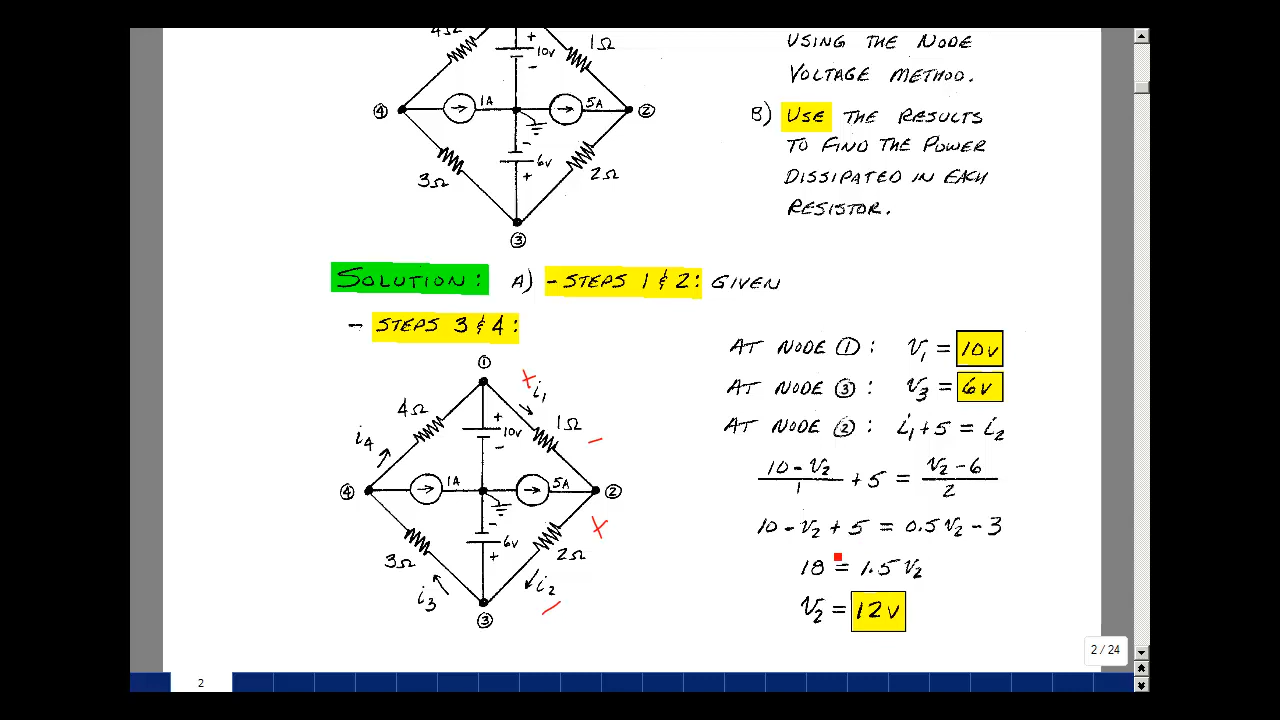 4Ω
+
10V
-
1Ω
④
1A
5A
②
-
6V
+
3Ω
2Ω
③
USING THE NODE
VOLTAGE METHOD.
B) USE THE RESULTS
TO FIND THE POWER
DISSIPATED IN EACH
RESISTOR.
SOLUTION: A) - STEPS 1 & 2: GIVEN
- STEPS 3 & 4:
①
+
i₁
4Ω
i₄
+
10V
-
1Ω
-
④
1A
5A
②
-
6V
+
+
3Ω
2Ω
i₃
i₂
-
③
AT NODE ①: V₁ = 10V
AT NODE ③: V₃ = 6V
AT NODE ②: i₁ + 5 = i₂
10 - V₂ / 1 + 5 = V₂ - 6 / 2
10 - V₂ + 5 = 0.5 V₂ - 3
18 = 1.5 V₂
V₂ = 12V
2 / 24
2